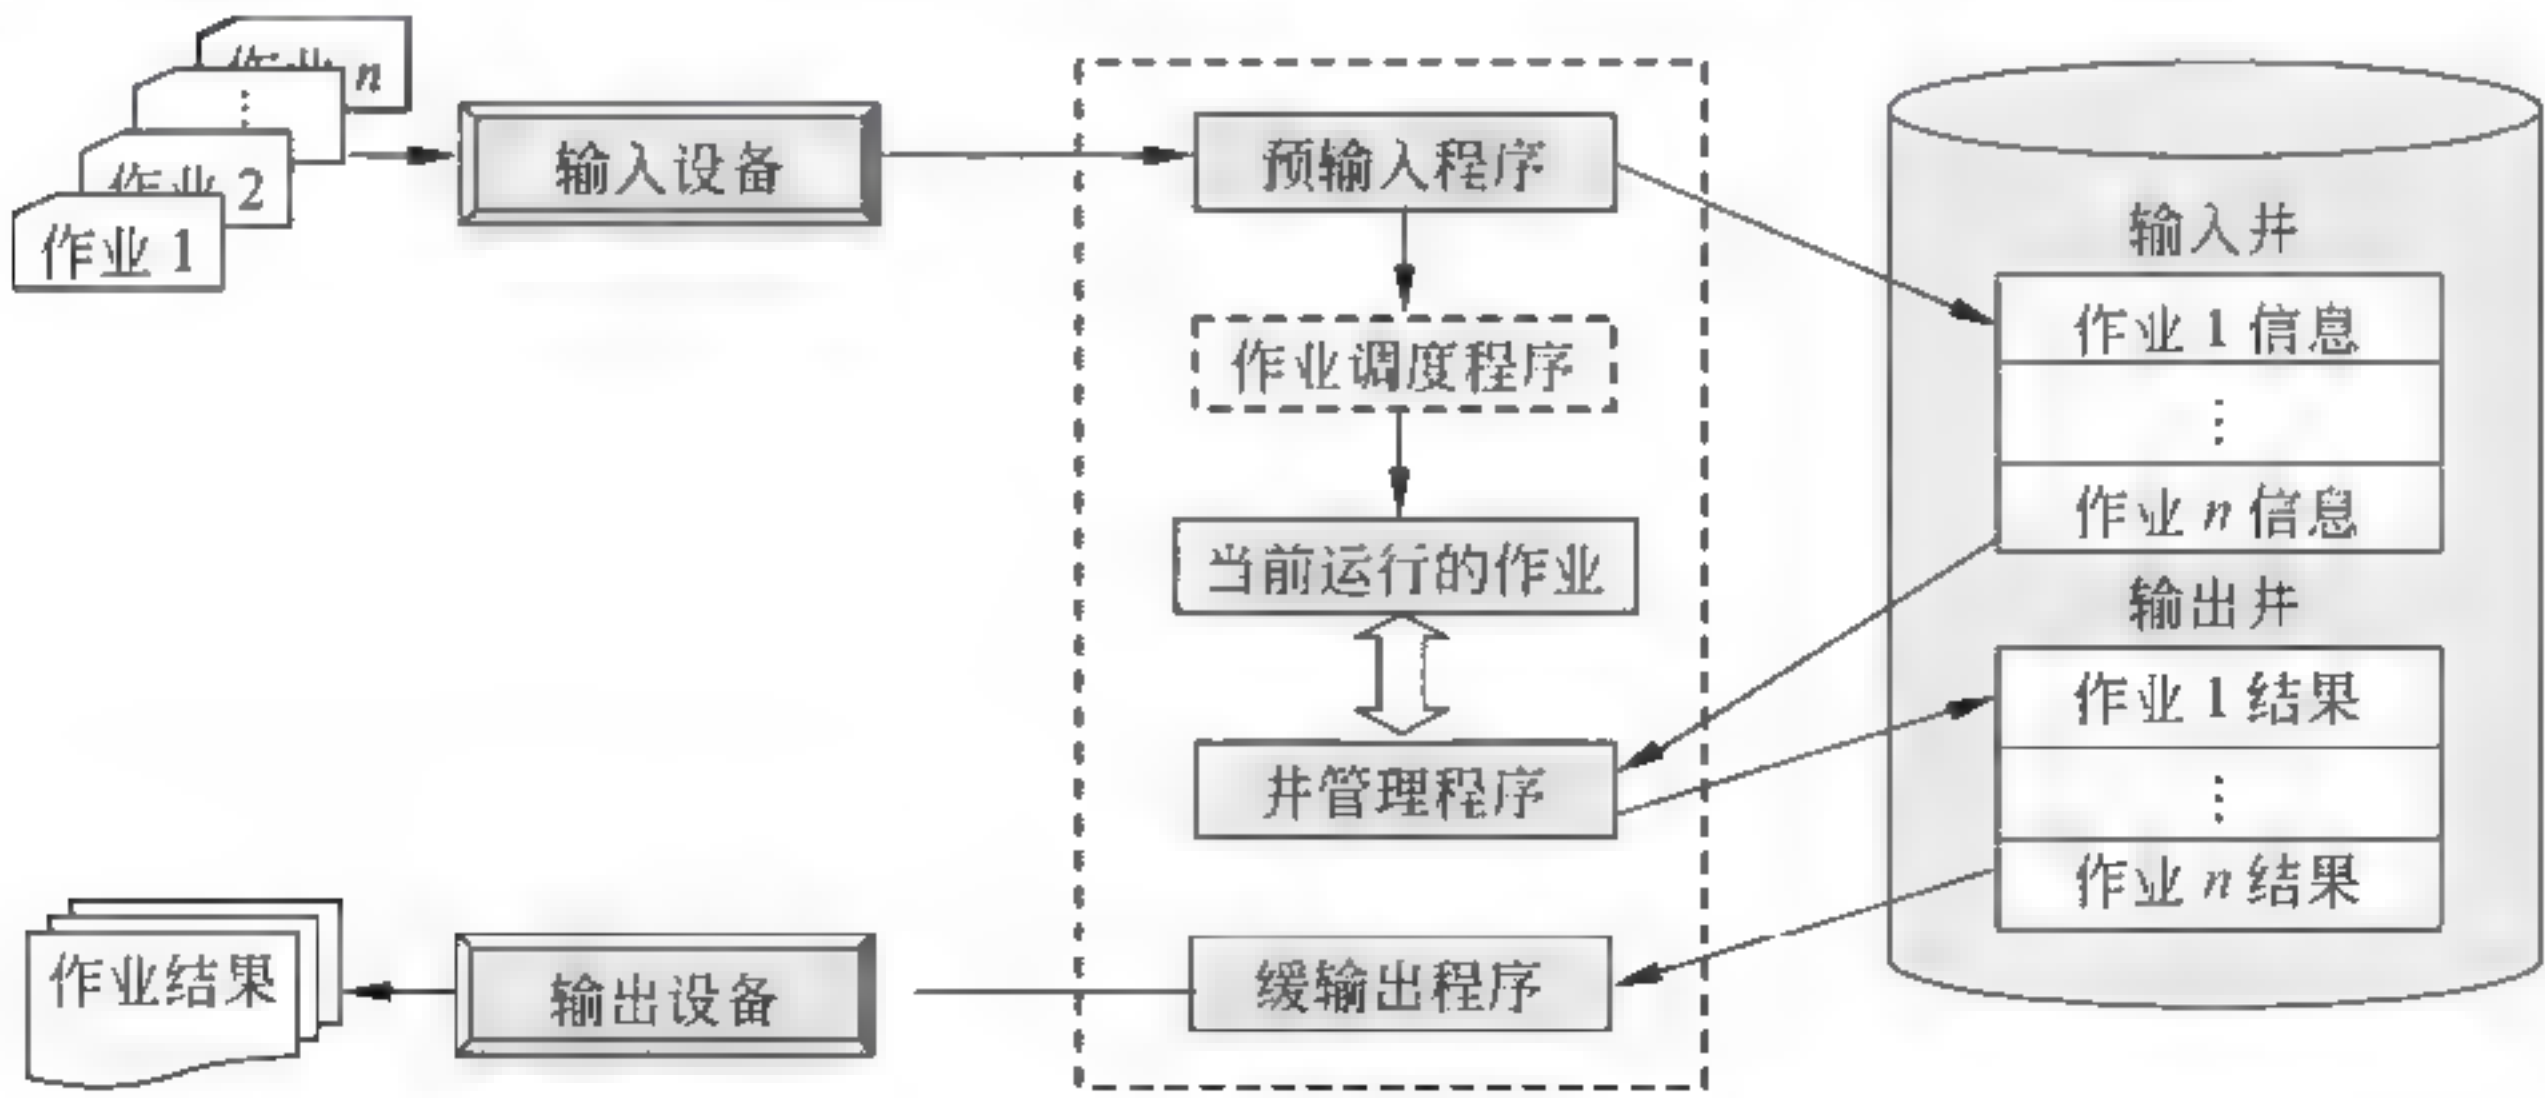 作业 n
⋮
作业 2
作业 1
输入设备
预输入程序
作业调度程序
当前运行的作业
井管理程序
缓输出程序
输入井
作业 1 信息
⋮
作业 n 信息
输出井
作业 1 结果
⋮
作业 n 结果
输出设备
作业结果